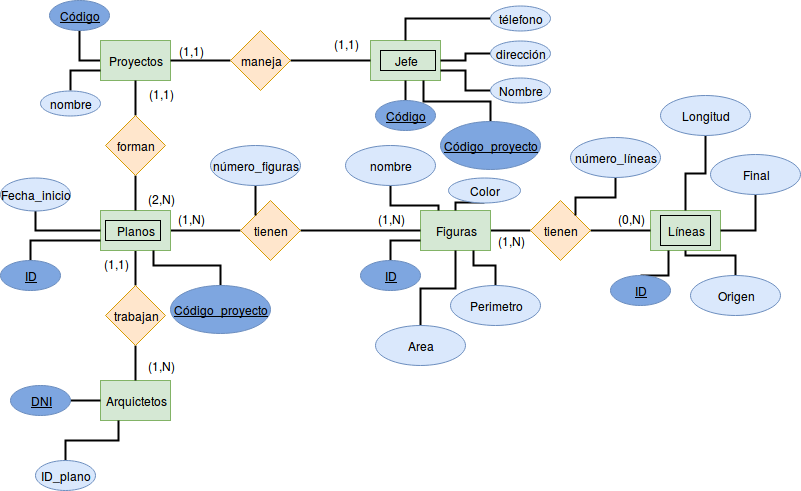 Código
télefono
(1,1)
(1,1)
dirección
Proyectos
maneja
Jefe
Nombre
nombre
(1,1)
Código
Código_proyecto
Longitud
forman
número_figuras
nombre
número_líneas
Final
Fecha_inicio
(2,N)
Color
Planos
(1,N)
tienen
(1,N)
Figuras
(1,N)
tienen
(0,N)
Líneas
ID
(1,1)
ID
ID
Origen
Código_proyecto
Perimetro
trabajan
Area
(1,N)
DNI
Arquictetos
ID_plano